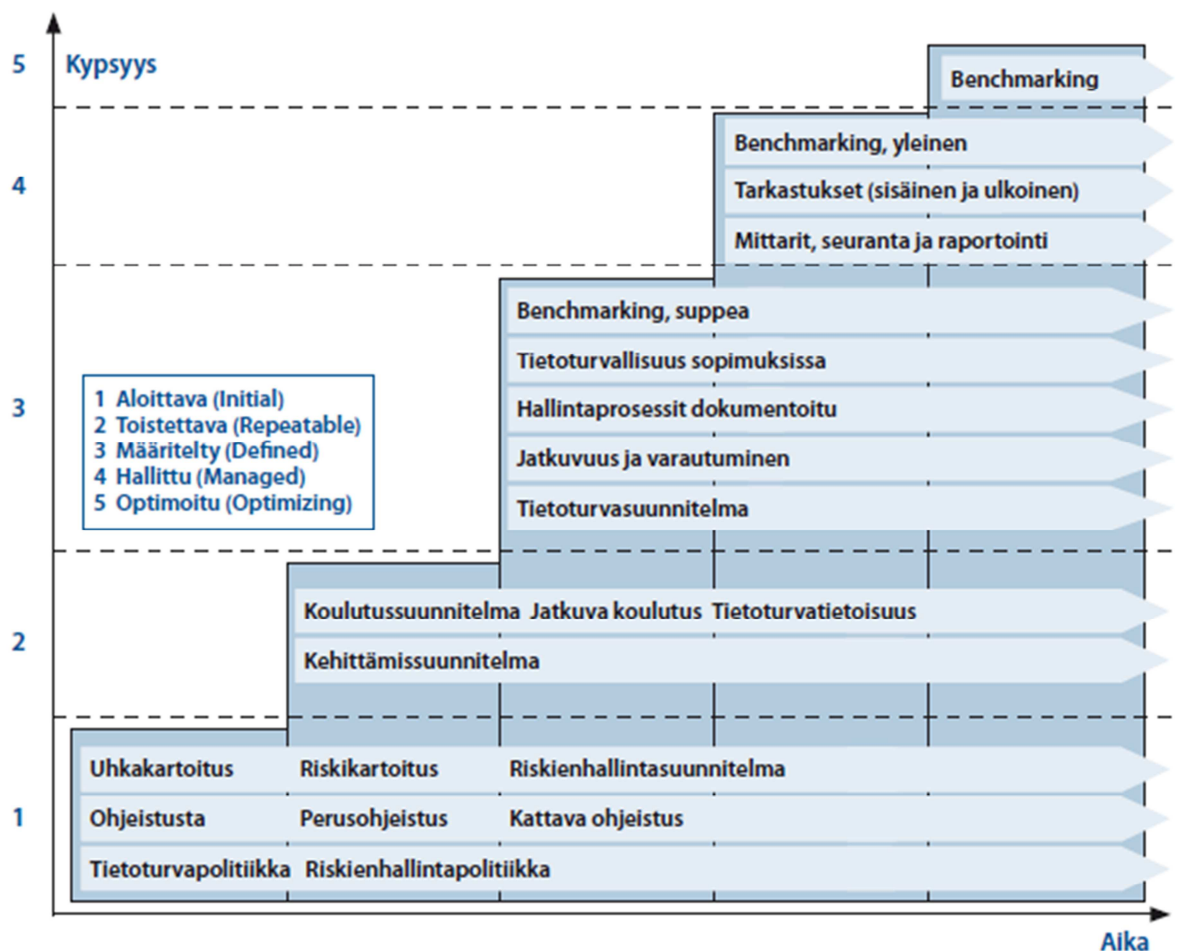 5 Kypsyys
Benchmarking
4
Benchmarking, yleinen
Tarkastukset (sisäinen ja ulkoinen)
Mittarit, seuranta ja raportointi
3
Benchmarking, suppea
Tietoturvallisuus sopimuksissa
Hallintaprosessit dokumentoitu
Jatkuvuus ja varautuminen
Tietoturvasuunnitelma
1 Aloittava (Initial)
2 Toistettava (Repeatable)
3 Määritelty (Defined)
4 Hallittu (Managed)
5 Optimoitu (Optimizing)
2
Koulutussuunnitelma Jatkuva koulutus Tietoturvatietoisuus
Kehittämissuunnitelma
1
Uhkakartoitus Riskikartoitus Riskienhallintasuunnitelma
Ohjeistusta Perusohjeistus Kattava ohjeistus
Tietoturvapolitiikka Riskienhallintapolitiikka
Aika